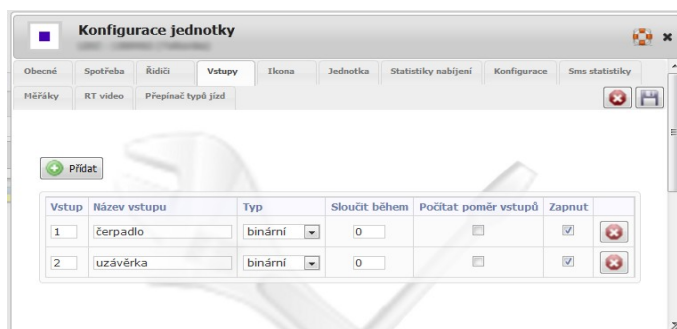 Konfigurace jednotky
Obecné Spotřeba Řidiči Vstupy Ikona Jednotka Statistiky nabíjení Konfigurace Sms statistiky
Měřáky RT video Přepínač typů jízd
Přidat
Vstup Název vstupu Typ Sloučit během Počítat poměr vstupů Zapnut
1 čerpadlo binární 0
2 uzávěrka binární 0